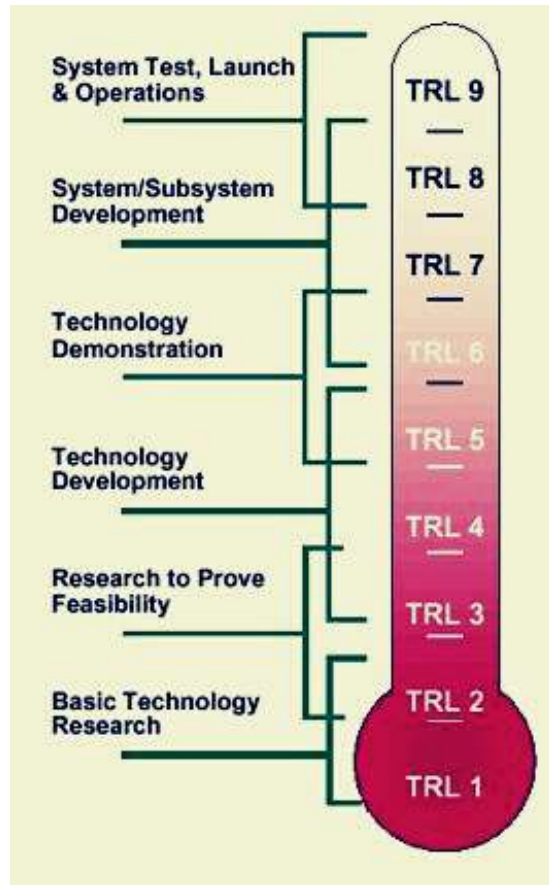 System Test, Launch
& Operations
System/Subsystem
Development
Technology
Demonstration
Technology
Development
Research to Prove
Feasibility
Basic Technology
Research
TRL 9
TRL 8
TRL 7
TRL 6
TRL 5
TRL 4
TRL 3
TRL 2
TRL 1